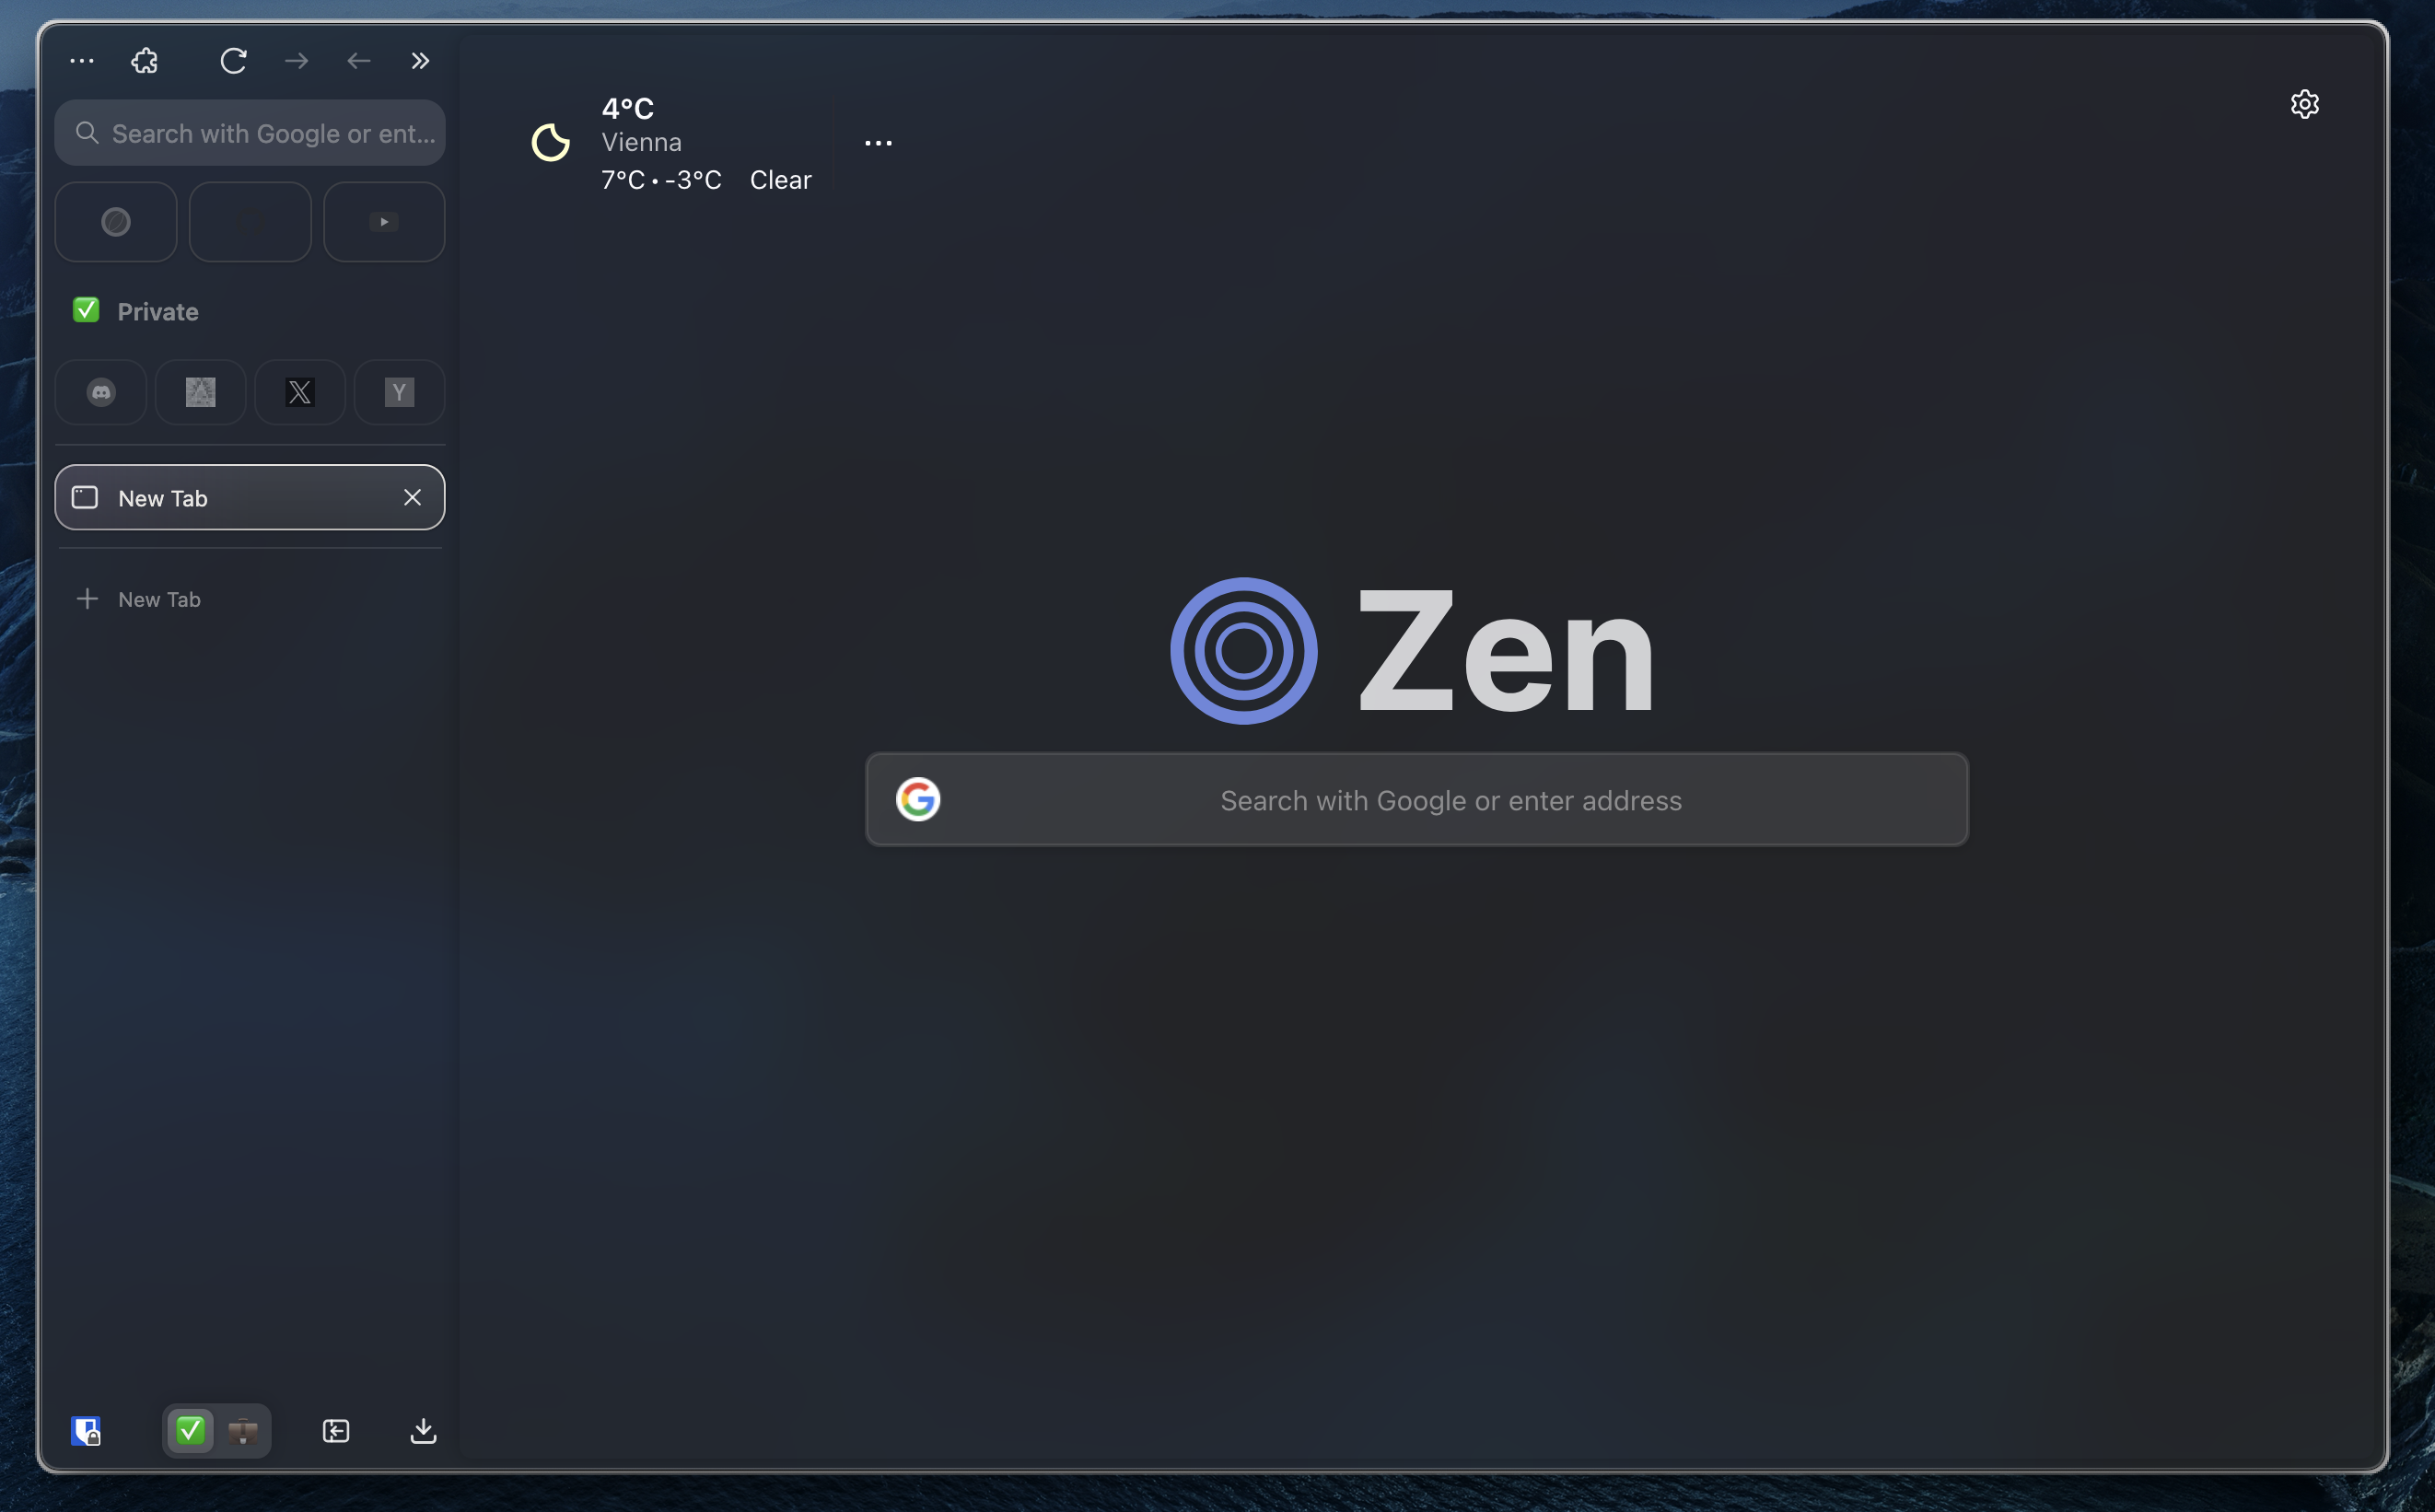 Search with Google or ent...
Private
New Tab
New Tab
4°C
Vienna
7°C • -3°C Clear
Zen
Search with Google or enter address